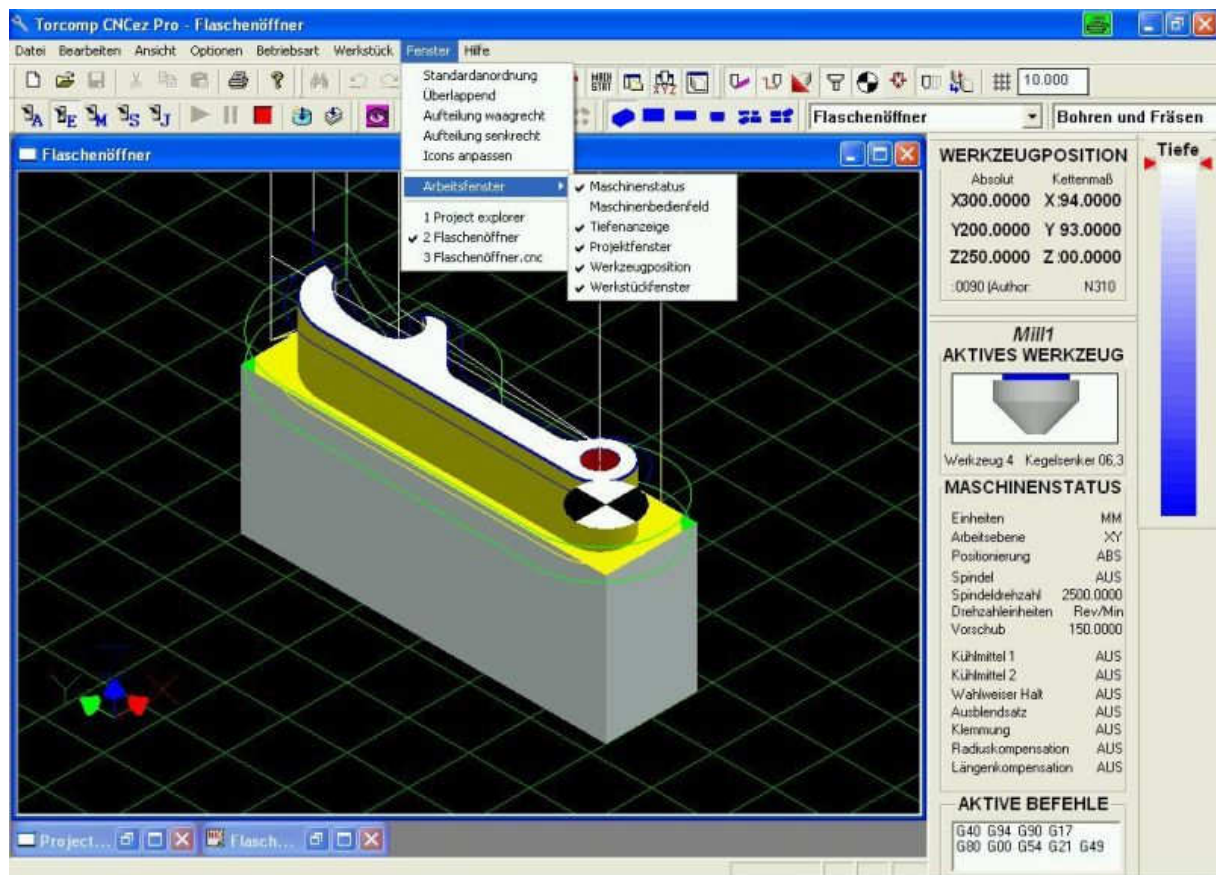 Torcomp CNCez Pro - Flaschenöffner
Datei Bearbeiten Ansicht Optionen Betriebsart Werkstück Fenster Hilfe
10.000
Flaschenöffner
Bohren und Fräsen
Standardanordnung
Überlappend
Aufteilung waagrecht
Aufteilung senkrecht
Icons anpassen
Arbeitsfenster
1 Project explorer
2 Flaschenöffner
3 Flaschenöffner.cnc
Maschinenstatus
Maschinenbedienfeld
Tiefenanzeige
Projektfenster
Werkzeugposition
Werkstückfenster
Flaschenöffner
WERKZEUGPOSITION
Absolut Kettenmaß
X300.0000 X:94.0000
Y200.0000 Y 93.0000
Z250.0000 Z:00.0000
:0090 (Author: N310
Tiefe
Mill1
AKTIVES WERKZEUG
Werkzeug 4 Kegelsenker 06,3
MASCHINENSTATUS
Einheiten MM
Arbeitsebene XY
Positionierung ABS
Spindel AUS
Spindeldrehzahl 2500.0000
Drehzahleinheiten Rev/Min
Vorschub 150.0000
Kühlmittel 1 AUS
Kühlmittel 2 AUS
Wahlweiser Halt AUS
Ausblendsatz AUS
Klemmung AUS
Radiuskompensation AUS
Längenkompensation AUS
AKTIVE BEFEHLE
G40 G94 G90 G17
G80 G00 G54 G21 G49
Y X
Project... Flasch...